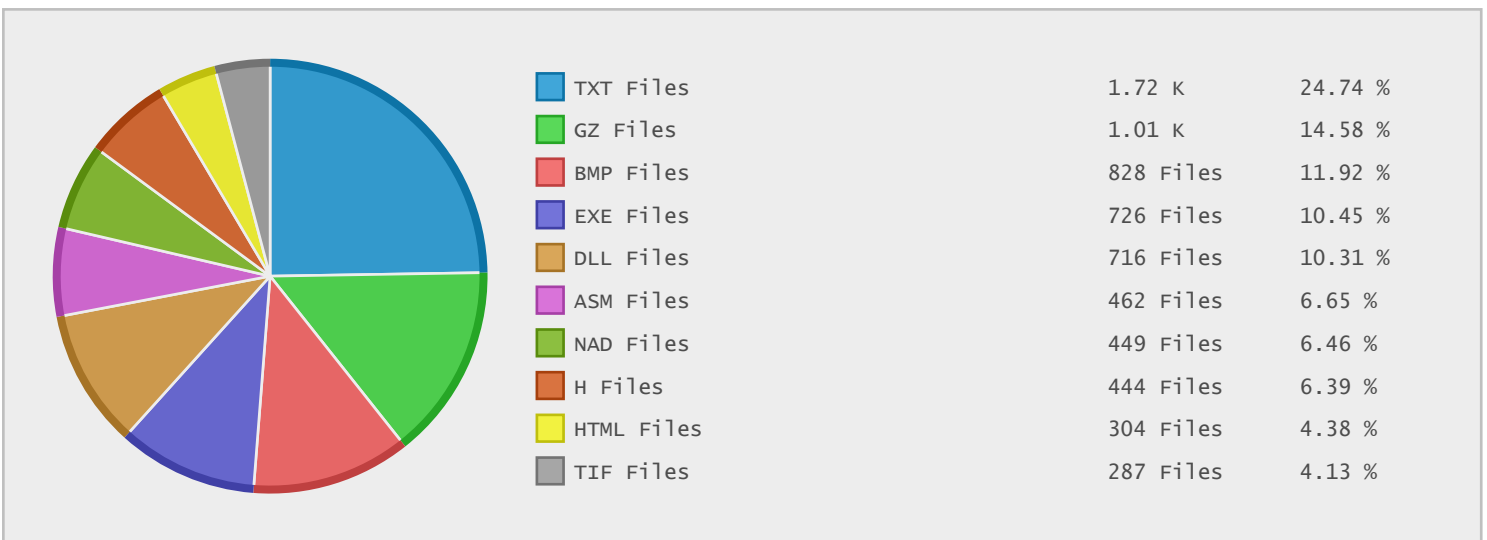 TXT Files 1.72 K 24.74 %
GZ Files 1.01 K 14.58 %
BMP Files 828 Files 11.92 %
EXE Files 726 Files 10.45 %
DLL Files 716 Files 10.31 %
ASM Files 462 Files 6.65 %
NAD Files 449 Files 6.46 %
H Files 444 Files 6.39 %
HTML Files 304 Files 4.38 %
TIF Files 287 Files 4.13 %